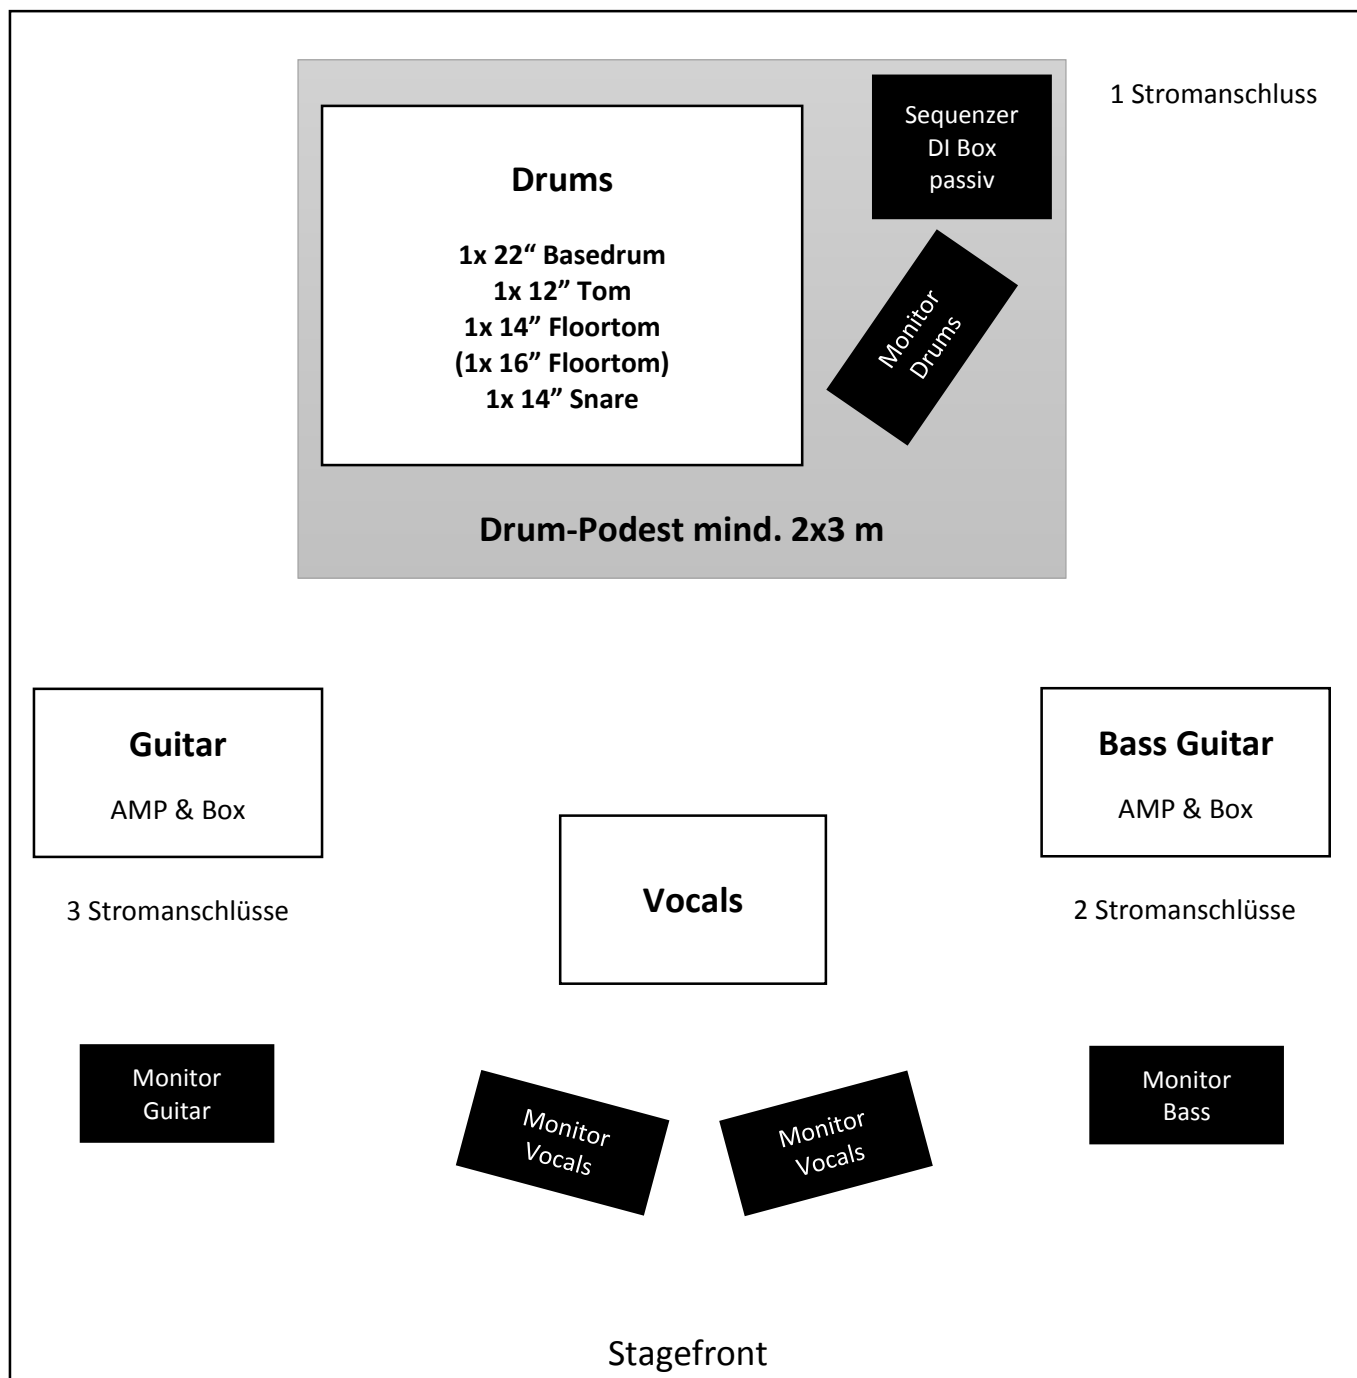 1 Stromanschluss
Sequenzer
DI Box
passiv
Drums
1x 22“ Basedrum
1x 12” Tom
1x 14” Floortom
(1x 16” Floortom)
1x 14” Snare
Monitor
Drums
Drum-Podest mind. 2x3 m
Guitar
AMP & Box
Bass Guitar
AMP & Box
Vocals
3 Stromanschlüsse
2 Stromanschlüsse
Monitor
Guitar
Monitor
Vocals
Monitor
Vocals
Monitor
Bass
Stagefront